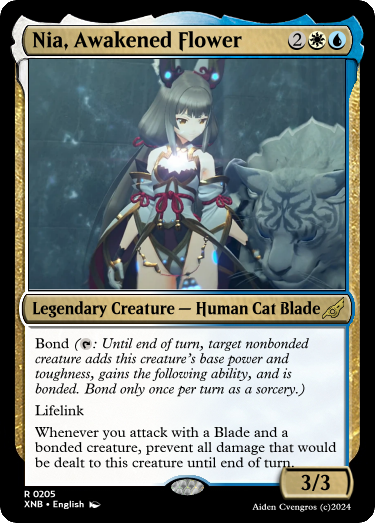 Nia, Awakened Flower 2
Legendary Creature — Human Cat Blade
Bond (: Until end of turn, target nonbonded
creature adds this creature's base power and
toughness, gains the following ability, and is
bonded. Bond only once per turn as a sorcery.)
Lifelink
Whenever you attack with a Blade and a
bonded creature, prevent all damage that would
be dealt to this creature until end of turn.
3/3
R 0205
XNB • English
Aiden Cvengros (c)2024